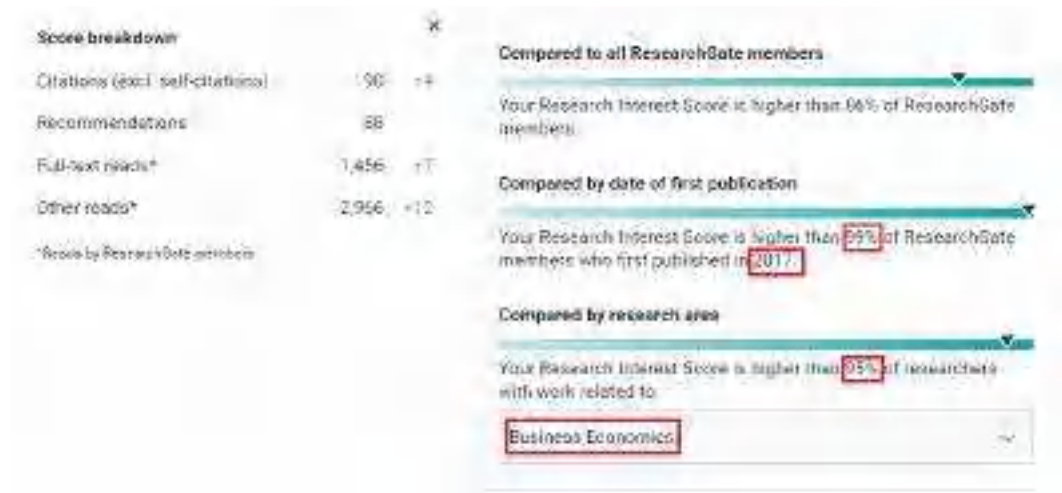 Score breakdown
Citations (excl. self-citations) 90
Recommendations
Full-text reads* 1,456 +7
Other reads* 2,956 +12
*Reads by ResearchGate members
Compared to all ResearchGate members
Your Research Interest Score is higher than of ResearchGate
members.
Compared by date of first publication
Your Research Interest Score is higher than 99% of ResearchGate
members who first published in 2017.
Compared by research area
Your Research Interest Score is higher than 95% of researchers
with work related to
Business Economics